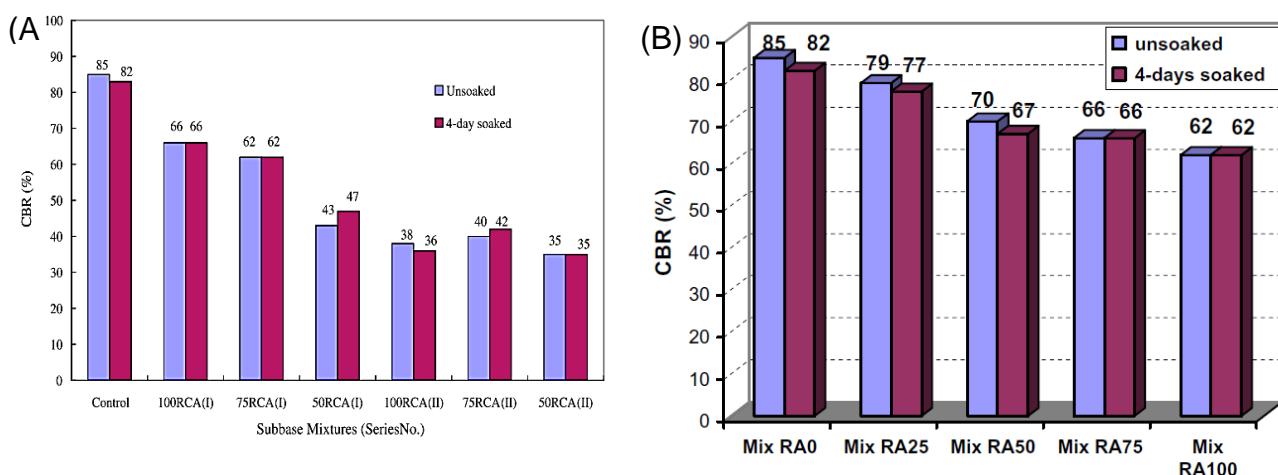 (A)
100
90
80
70
60
50
40
30
20
10
0
CBR (%)
85 82
66 66
62 62
43 47
38 36
40 42
35 35
Unsoaked
4-day soaked
Control 100RCA(I) 75RCA(I) 50RCA(I) 100RCA(II) 75RCA(II) 50RCA(II)
Subbase Mixtures (SeriesNo.)
(B)
90
80
70
60
50
40
30
20
10
0
CBR (%)
85 82
79 77
70 67
66 66
62 62
unsoaked
4-days soaked
Mix RA0 Mix RA25 Mix RA50 Mix RA75 Mix
RA100